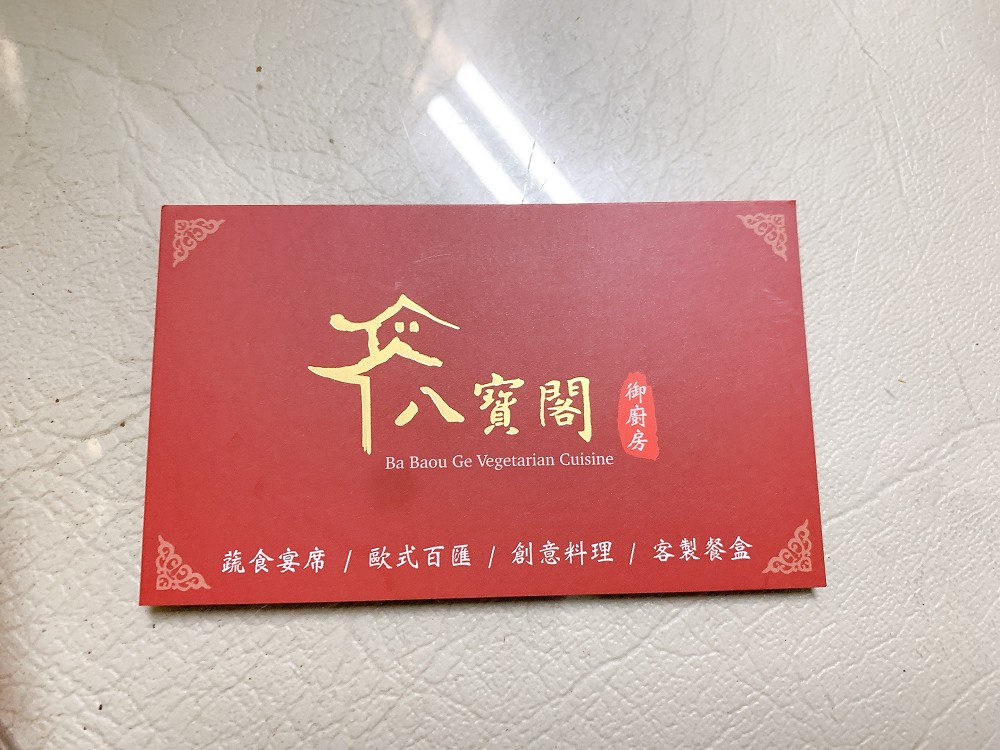 八寶閣
御廚房
Ba Baou Ge Vegetarian Cuisine
蔬食宴席 / 歐式百匯 / 創意料理 / 客製餐盒